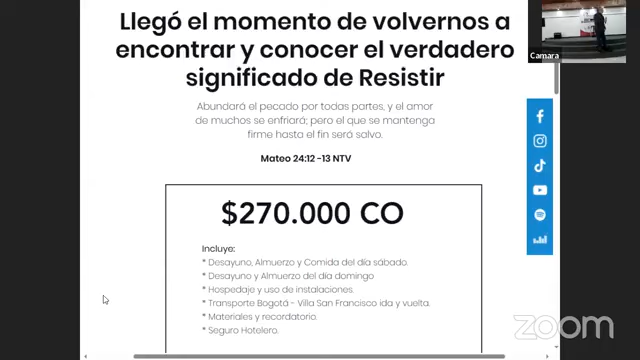 Llegó el momento de volvernos a
encontrar y conocer el verdadero
significado de Resistir
Camara
Abundará el pecado por todas partes, y el amor
de muchos se enfriará; pero el que se mantenga
firme hasta el fin será salvo.
Mateo 24:12 -13 NTV
$270.000 CO
Incluye:
* Desayuno, Almuerzo y Comida del día sábado.
* Desayuno y Almuerzo del día domingo
* Hospedaje y uso de instalaciones.
* Transporte Bogotá - Villa San Francisco ida y vuelta.
* Materiales y recordatorio.
* Seguro Hotelero.
zoom